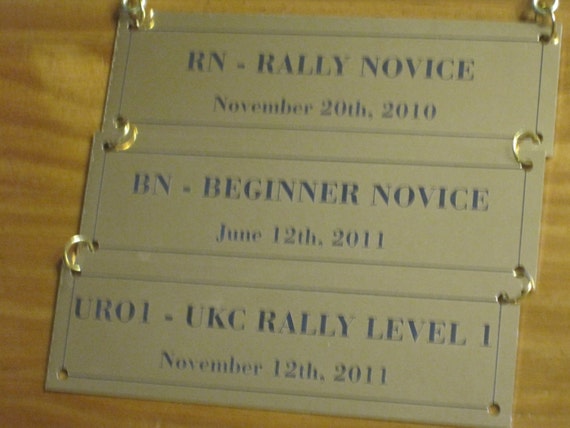 RN - RALLY NOVICE
November 20th, 2010
BN - BEGINNER NOVICE
June 12th, 2011
URO1 - UKC RALLY LEVEL 1
November 12th, 2011